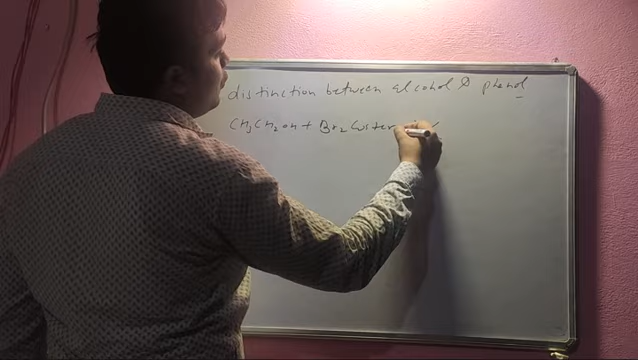 distinction between alcohol & phenol
CH3CH2OH + Br2 water